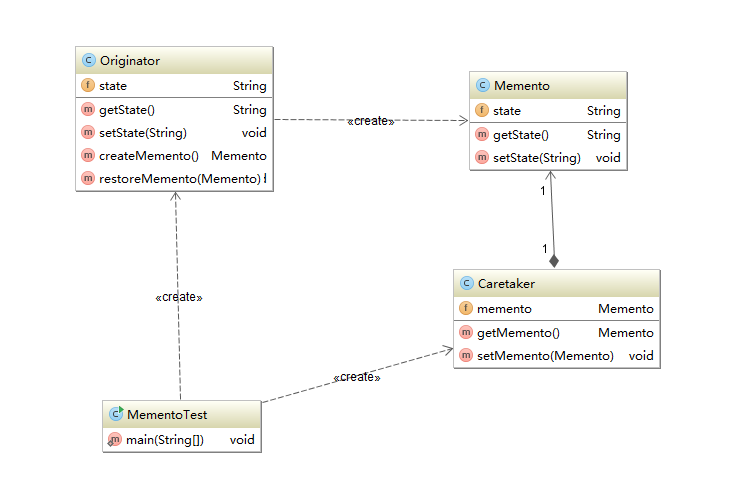 C Originator
f state String
m getState() String
m setState(String) void
m createMemento() Memento
m restoreMemento(Memento)
C Memento
f state String
m getState() String
m setState(String) void
«create»
1
1
C Caretaker
f memento Memento
m getMemento() Memento
m setMemento(Memento) void
«create»
«create»
C MementoTest
m main(String[]) void